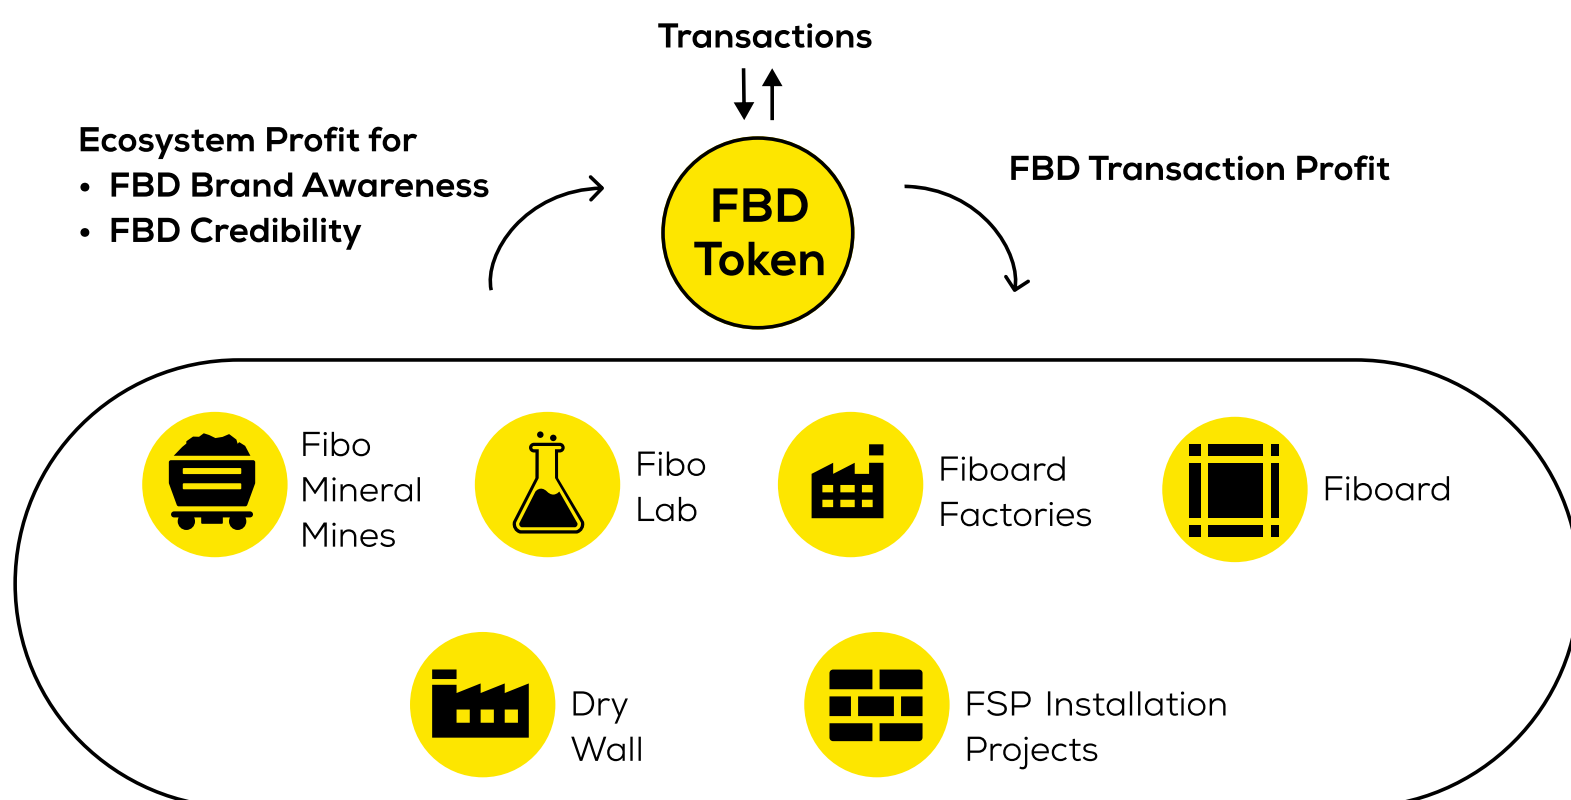 Transactions
Ecosystem Profit for
• FBD Brand Awareness
• FBD Credibility
FBD
Token
FBD Transaction Profit
Fibo
Mineral
Mines
Fibo
Lab
Fiboard
Factories
Fiboard
Dry
Wall
FSP Installation
Projects